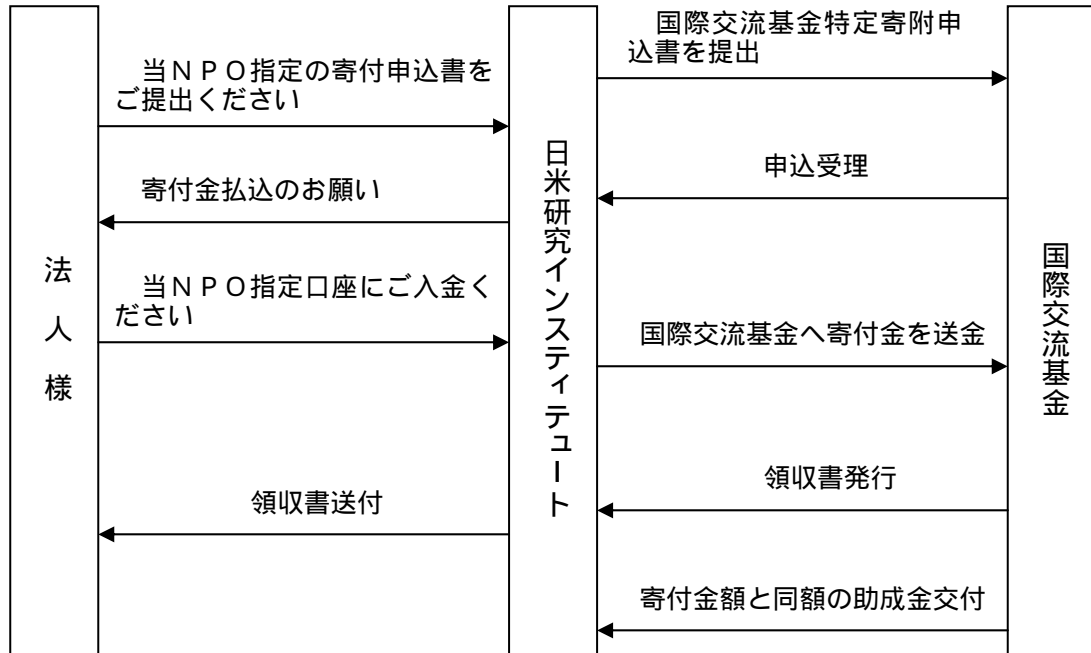 国際交流基金特定寄附申
込書を提出
当ＮＰＯ指定の寄付申込書を
ご提出ください
申込受理
寄付金払込のお願い
法人様
当ＮＰＯ指定口座にご入金く
ださい
日米研究インスティテュート
国際交流基金へ寄付金を送金
国際交流基金
領収書発行
領収書送付
寄付金額と同額の助成金交付